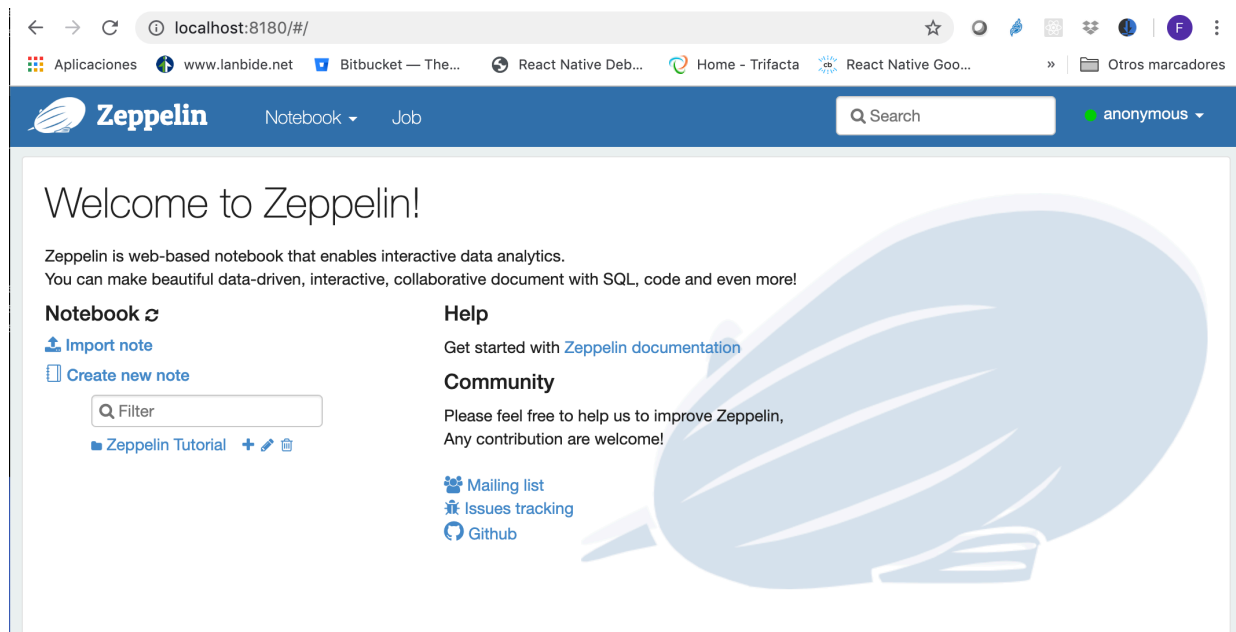 localhost:8180/#/
F
Aplicaciones www.lanbide.net Bitbucket — The... React Native Deb... Home - Trifacta cb React Native Goo... » Otros marcadores
Zeppelin Notebook Job Search anonymous
Welcome to Zeppelin!
Zeppelin is web-based notebook that enables interactive data analytics.
You can make beautiful data-driven, interactive, collaborative document with SQL, code and even more!
Notebook
Import note
Create new note
Filter
Zeppelin Tutorial
Help
Get started with Zeppelin documentation
Community
Please feel free to help us to improve Zeppelin,
Any contribution are welcome!
Mailing list
Issues tracking
Github